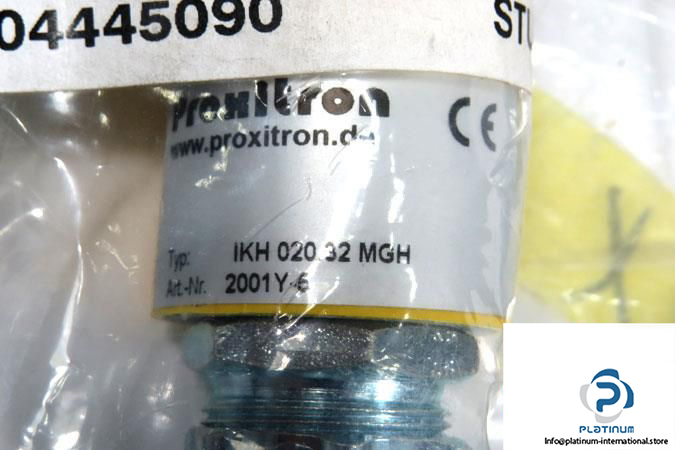 04445090 STU
Proxitron
CE
www.proxitron.de
Typ: IKH 020.32 MGH
Art.-Nr. 2001Y-6
PLATINUM
Info@platinum-international.store